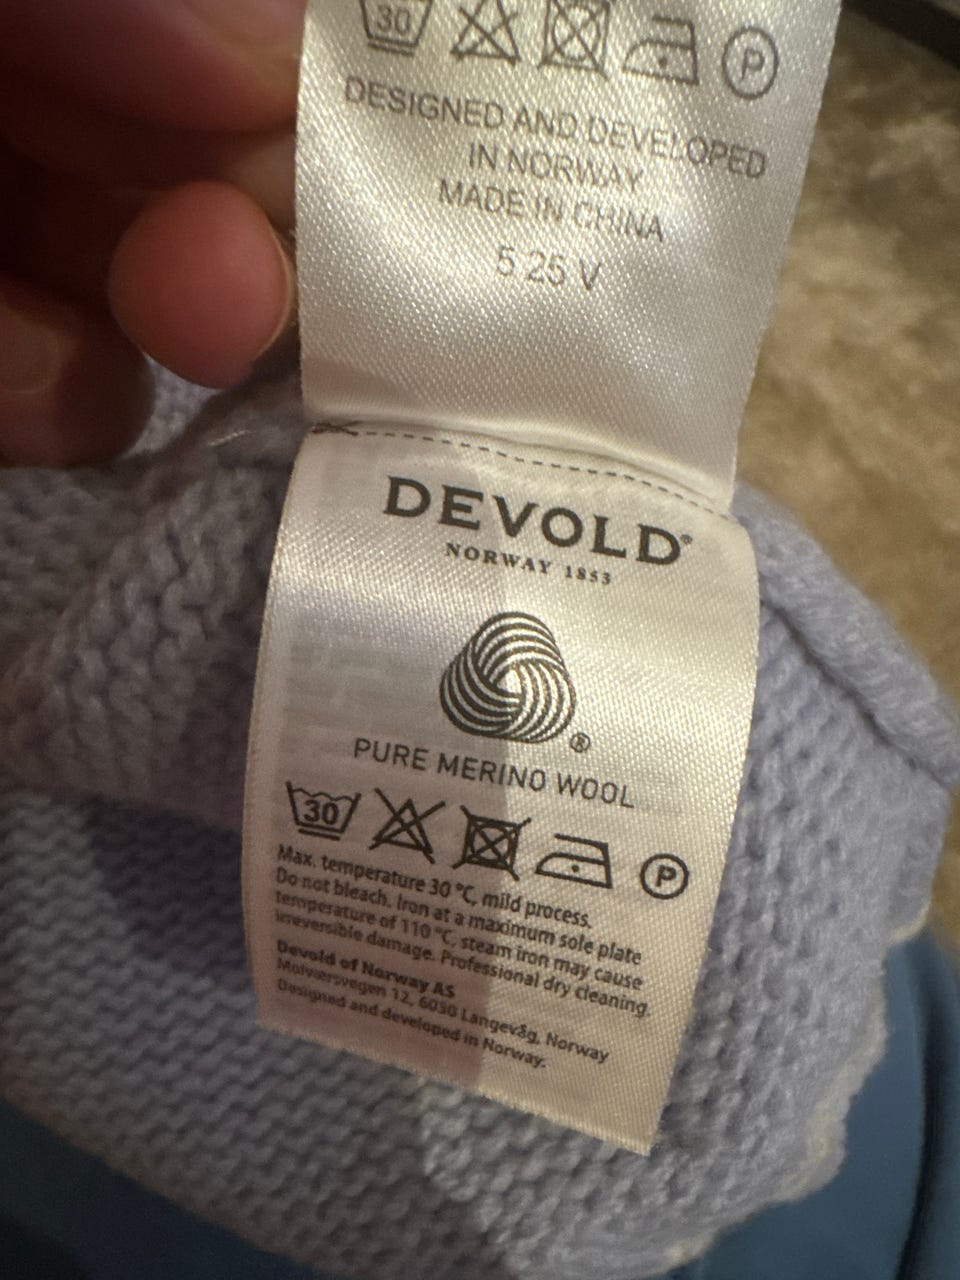 30 P
DESIGNED AND DEVELOPED
IN NORWAY
MADE IN CHINA
5 25 V
DEVOLD®
NORWAY 1853
®
PURE MERINO WOOL
30 P
Max. temperature 30 °C, mild process.
Do not bleach. Iron at a maximum sole plate
temperature of 110 °C, steam iron may cause
irreversible damage. Professional dry cleaning.
Devold of Norway AS
Molværsvegen 12, 6030 Langevåg, Norway
Designed and developed in Norway.